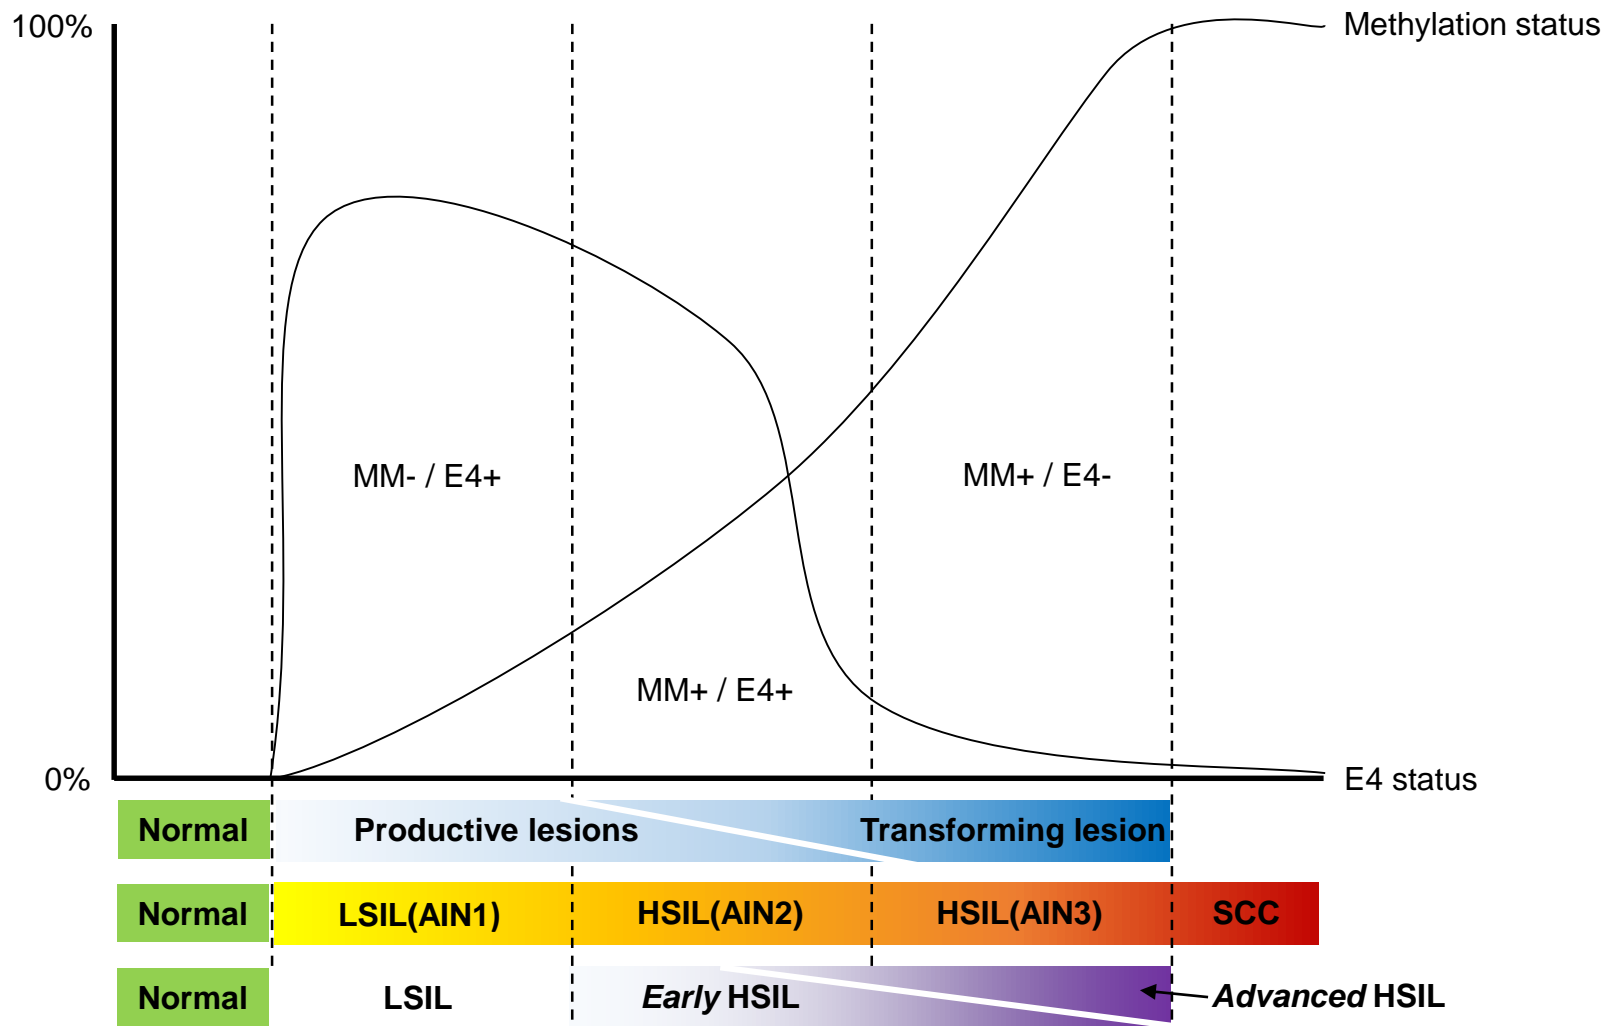 100%
Methylation status
MM- / E4+
MM+ / E4-
MM+ / E4+
0%
E4 status
Normal
Productive lesions
Transforming lesion
Normal
LSIL(AIN1)
HSIL(AIN2)
HSIL(AIN3)
SCC
Normal
LSIL
Early HSIL
Advanced HSIL